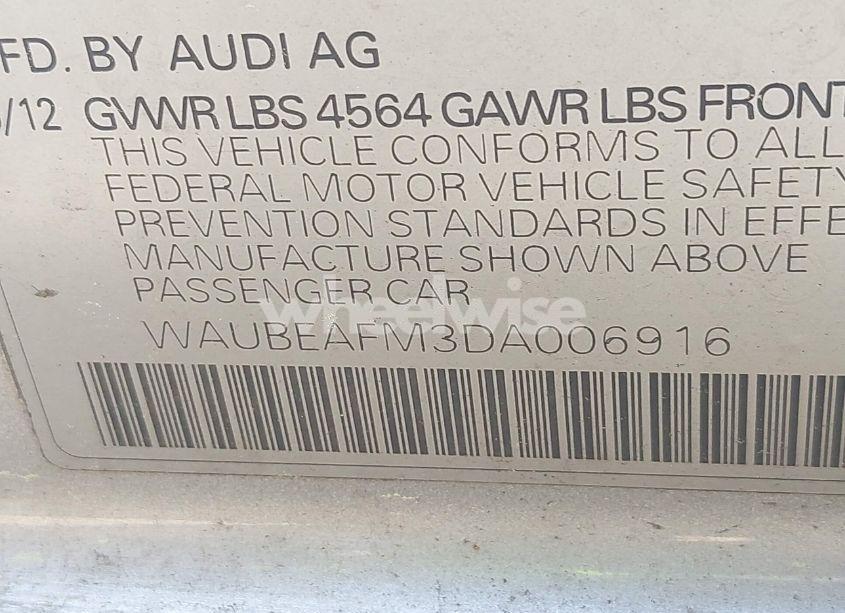 FD. BY AUDI AG
/12 GVWR LBS 4564 GAWR LBS FRONT
THIS VEHICLE CONFORMS TO ALL
FEDERAL MOTOR VEHICLE SAFETY
PREVENTION STANDARDS IN EFFE
MANUFACTURE SHOWN ABOVE
PASSENGER CAR
wheelwise
WAUBEAFM3DA006916